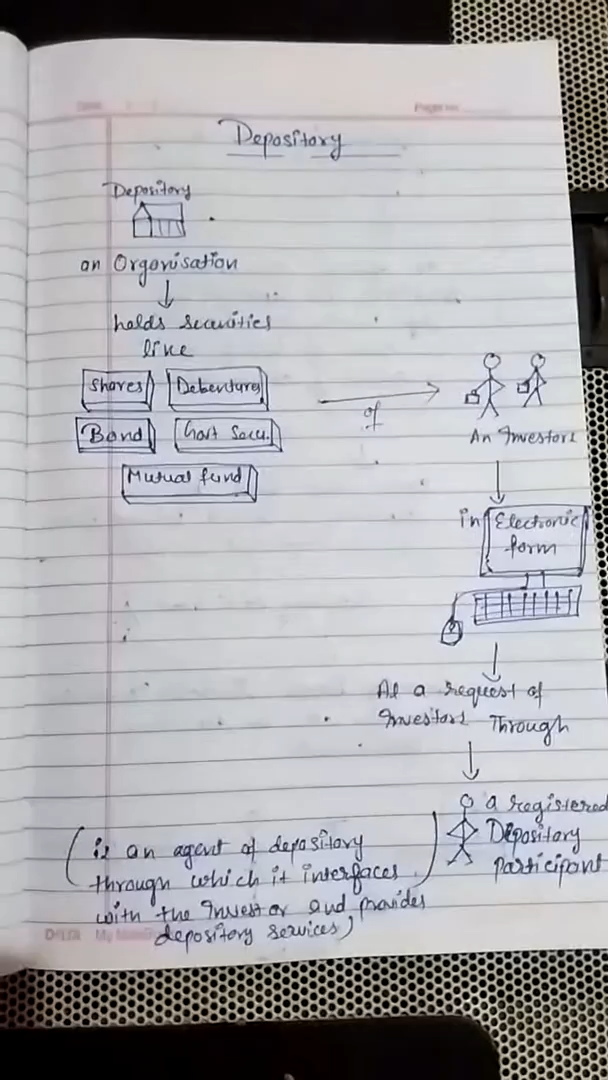 Page No
Depository
Depository
an Organisation
holds securities
like
Shares
Debentures
Bond
Govt Secu.
Mutual fund
of
An Investors
in Electronic
form
At a request of
Investors Through
a registered
Depository
participant
(is an agent of depository
through which it interfaces
with the Investor and provides
depository services)